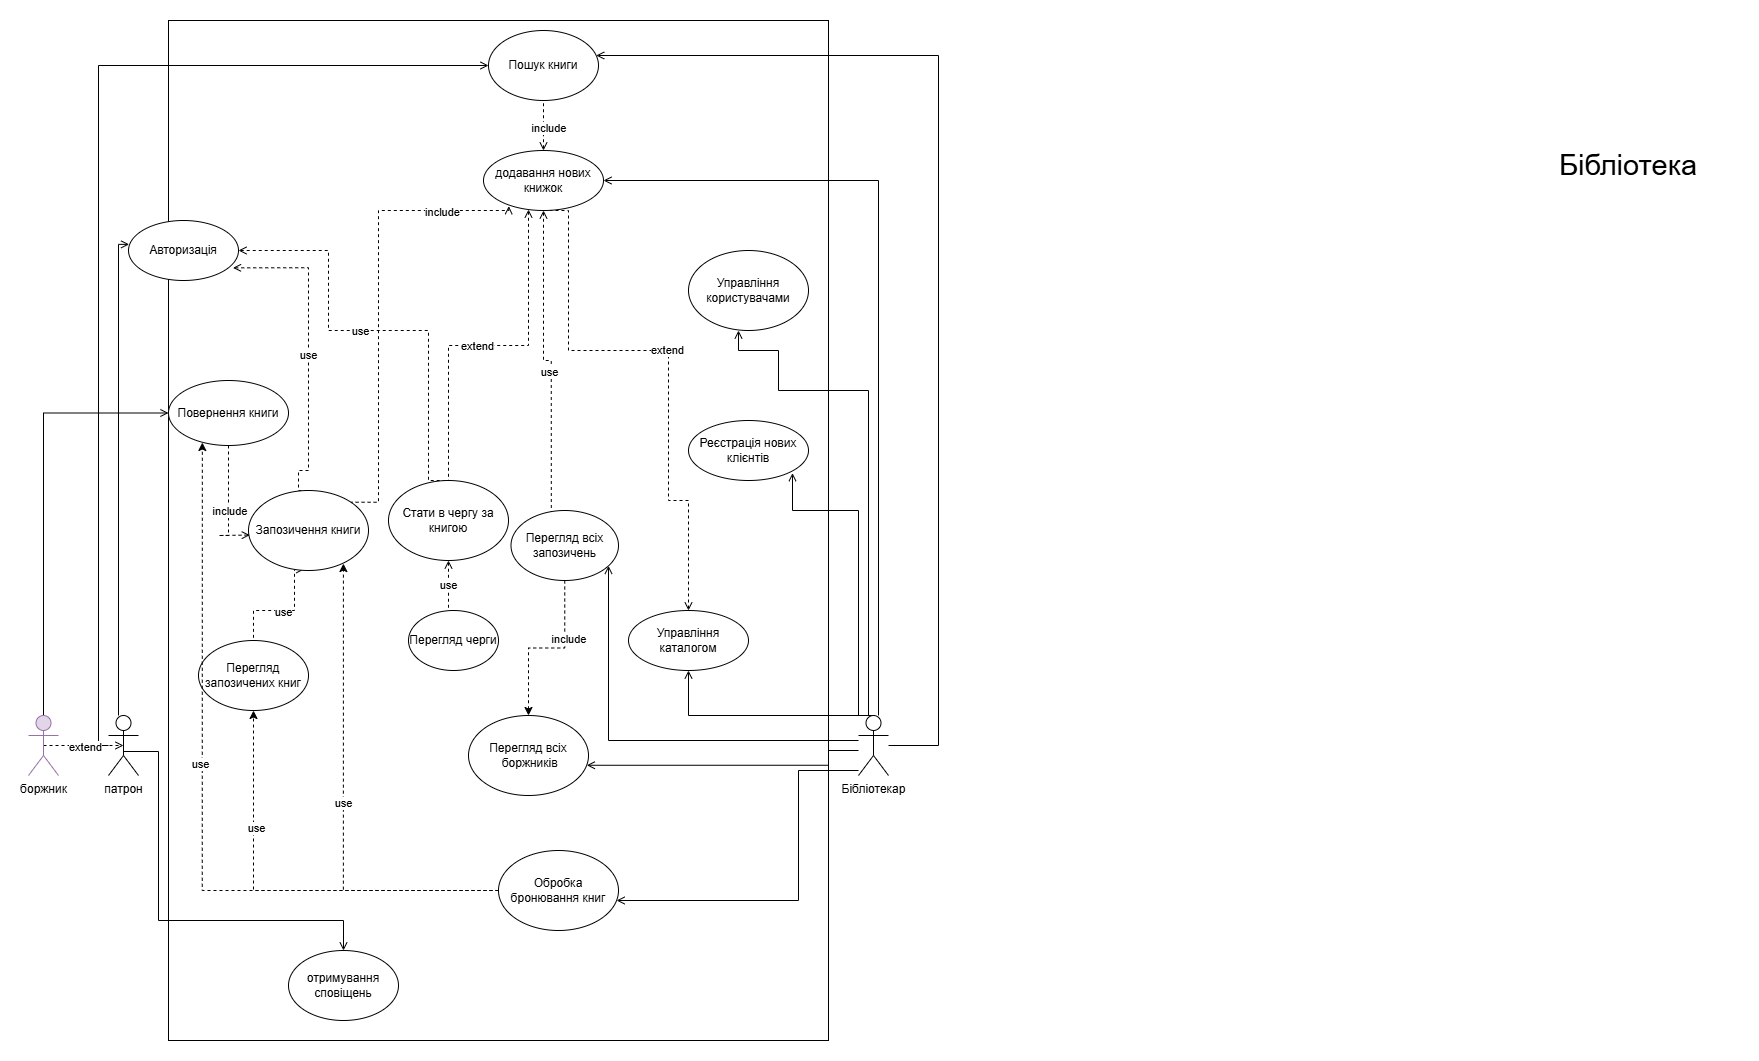 Пошук книги
include
Бібліотека
додавання нових
книжок
include
Авторизація
Управління
користувачами
use
extend
extend
use
use
Повернення книги
Реєстрація нових
клієнтів
include
Запозичення книги
Стати в чергу за
книгою
Перегляд всіх
запозичень
use
use
Перегляд черги
include
Управління
каталогом
Перегляд
запозичених книг
extend
Перегляд всіх
боржників
use
боржник
патрон
Бібліотекар
use
use
Обробка
бронювання книг
отримування
сповіщень